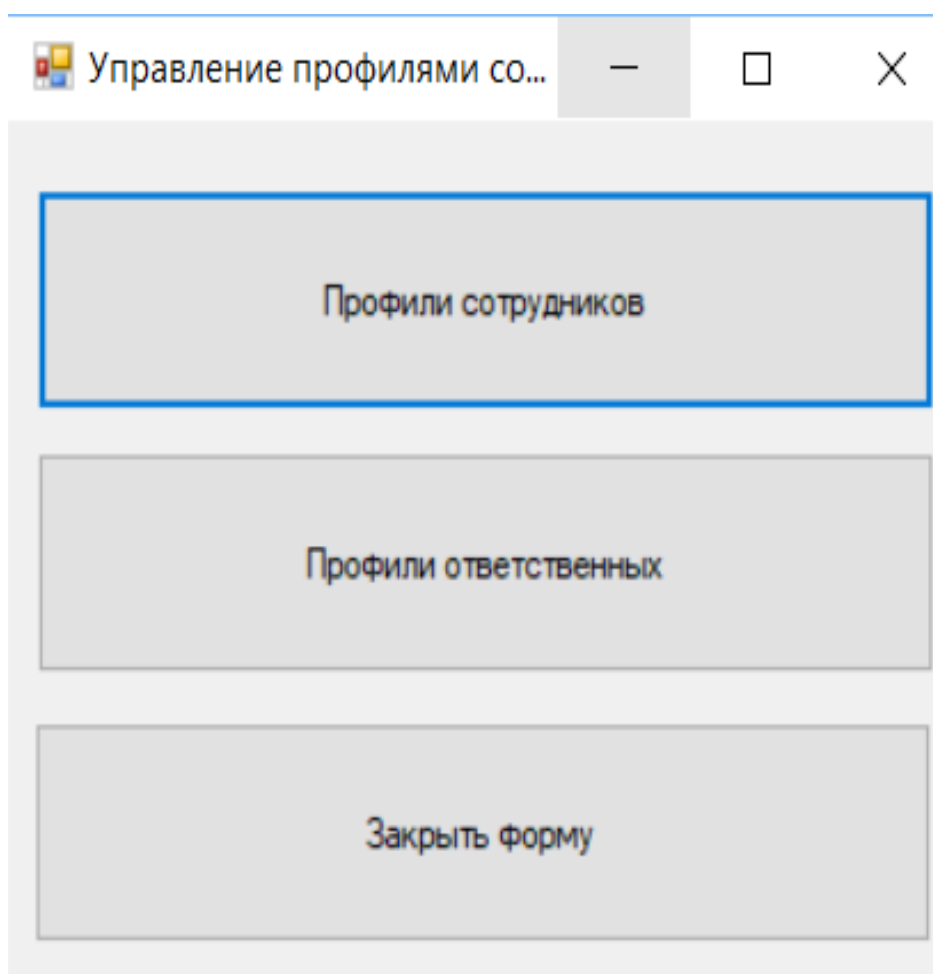 Управление профилями со...
Профили сотрудников
Профили ответственных
Закрыть форму